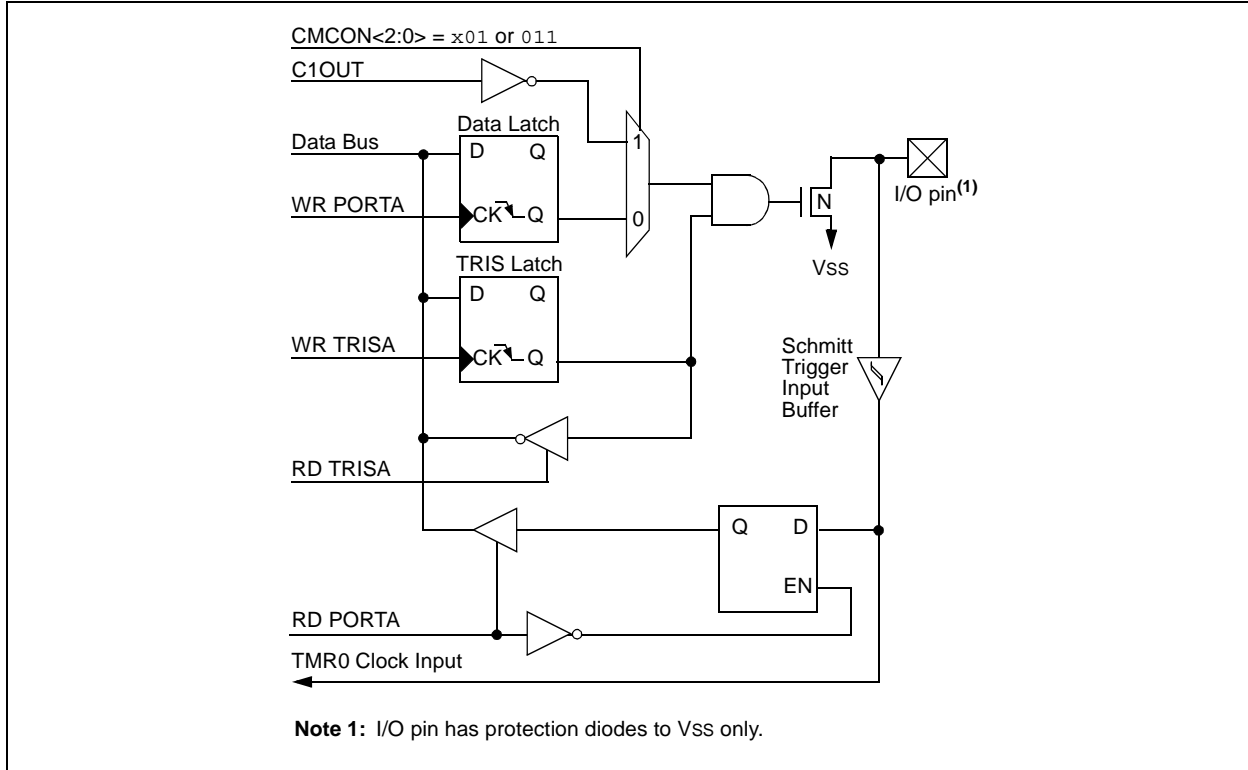 CMCON<2:0> = x01 or 011
C1OUT
Data Latch
Data Bus
D Q
1
I/O pin(1)
WR PORTA
CK Q
0
N
VSS
TRIS Latch
D Q
WR TRISA
CK Q
Schmitt
Trigger
Input
Buffer
RD TRISA
Q D
EN
RD PORTA
TMR0 Clock Input
Note 1: I/O pin has protection diodes to VSS only.